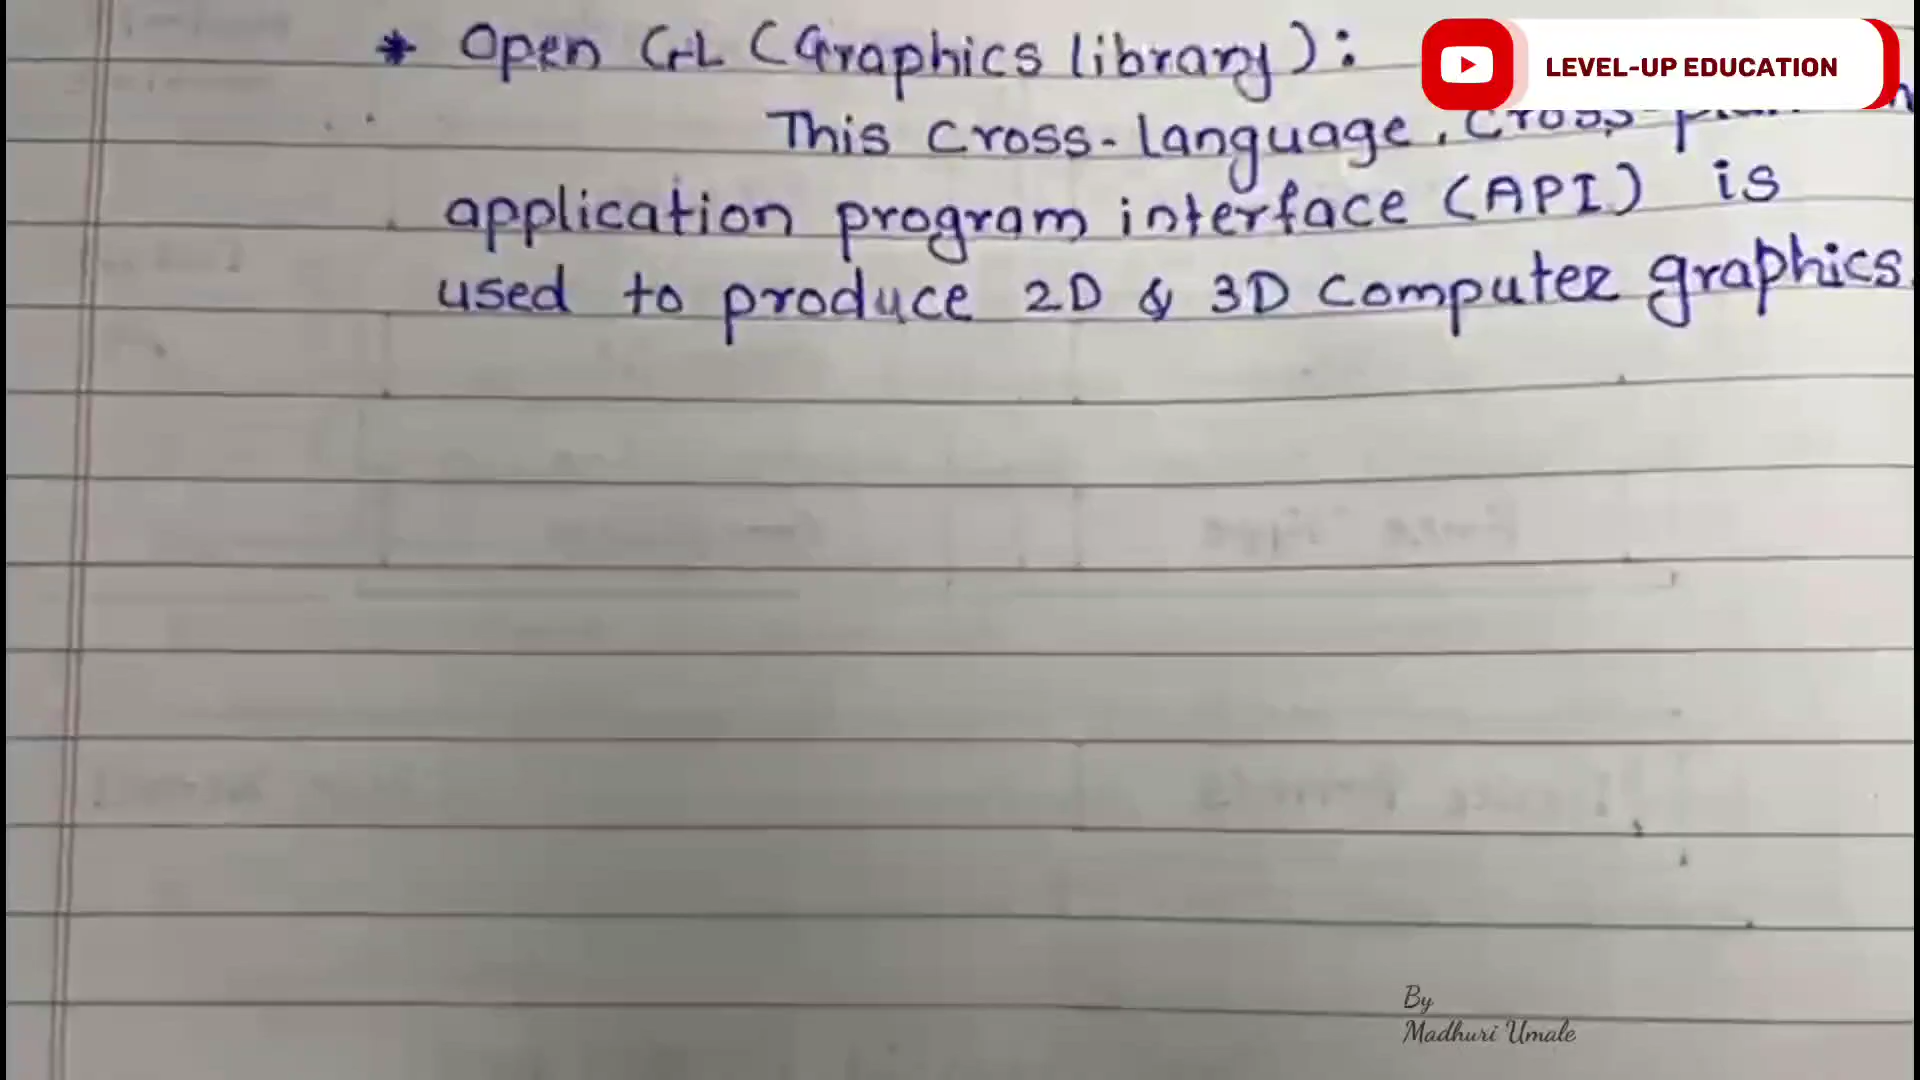 * Open GL (Graphics library):
LEVEL-UP EDUCATION
This cross-language, cross-
application program interface (API) is
used to produce 2D & 3D computer graphics.
By
Madhuri Umale